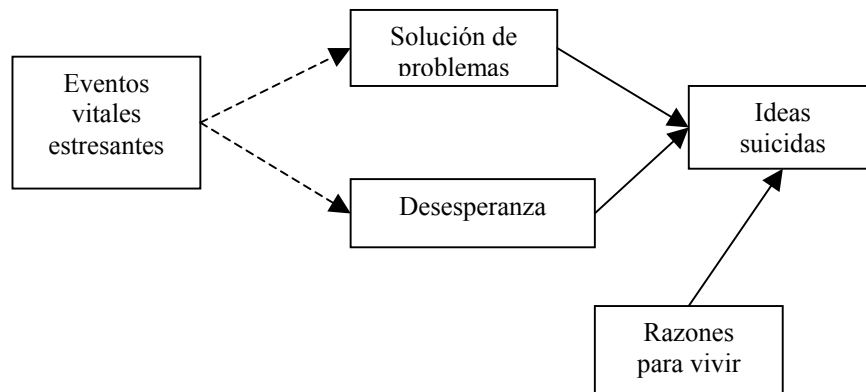 Solución de
problemas
Eventos
vitales
estresantes
Ideas
suicidas
Desesperanza
Razones
para vivir